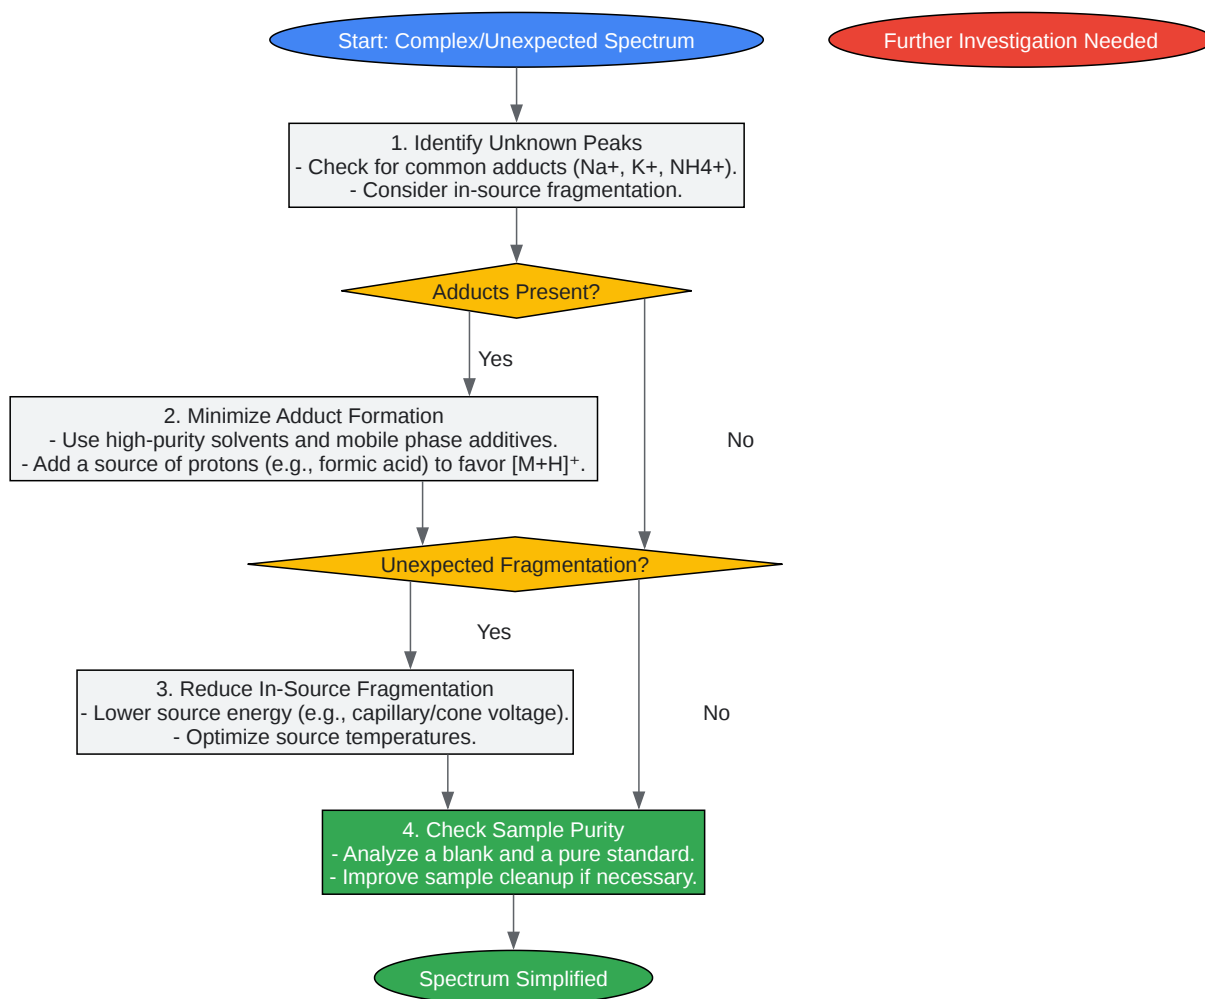 Start: Complex/Unexpected Spectrum
Further Investigation Needed
1. Identify Unknown Peaks
- Check for common adducts (Na+, K+, NH4+).
- Consider in-source fragmentation.
Adducts Present?
Yes
2. Minimize Adduct Formation
- Use high-purity solvents and mobile phase additives.
- Add a source of protons (e.g., formic acid) to favor [M+H]⁺.
No
Unexpected Fragmentation?
Yes
3. Reduce In-Source Fragmentation
- Lower source energy (e.g., capillary/cone voltage).
- Optimize source temperatures.
No
4. Check Sample Purity
- Analyze a blank and a pure standard.
- Improve sample cleanup if necessary.
Spectrum Simplified